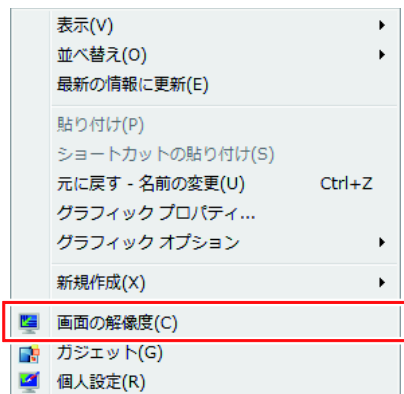 表示(V)
並べ替え(O)
最新の情報に更新(E)
貼り付け(P)
ショートカットの貼り付け(S)
元に戻す - 名前の変更(U) Ctrl+Z
グラフィック プロパティ...
グラフィック オプション
新規作成(X)
画面の解像度(C)
ガジェット(G)
個人設定(R)